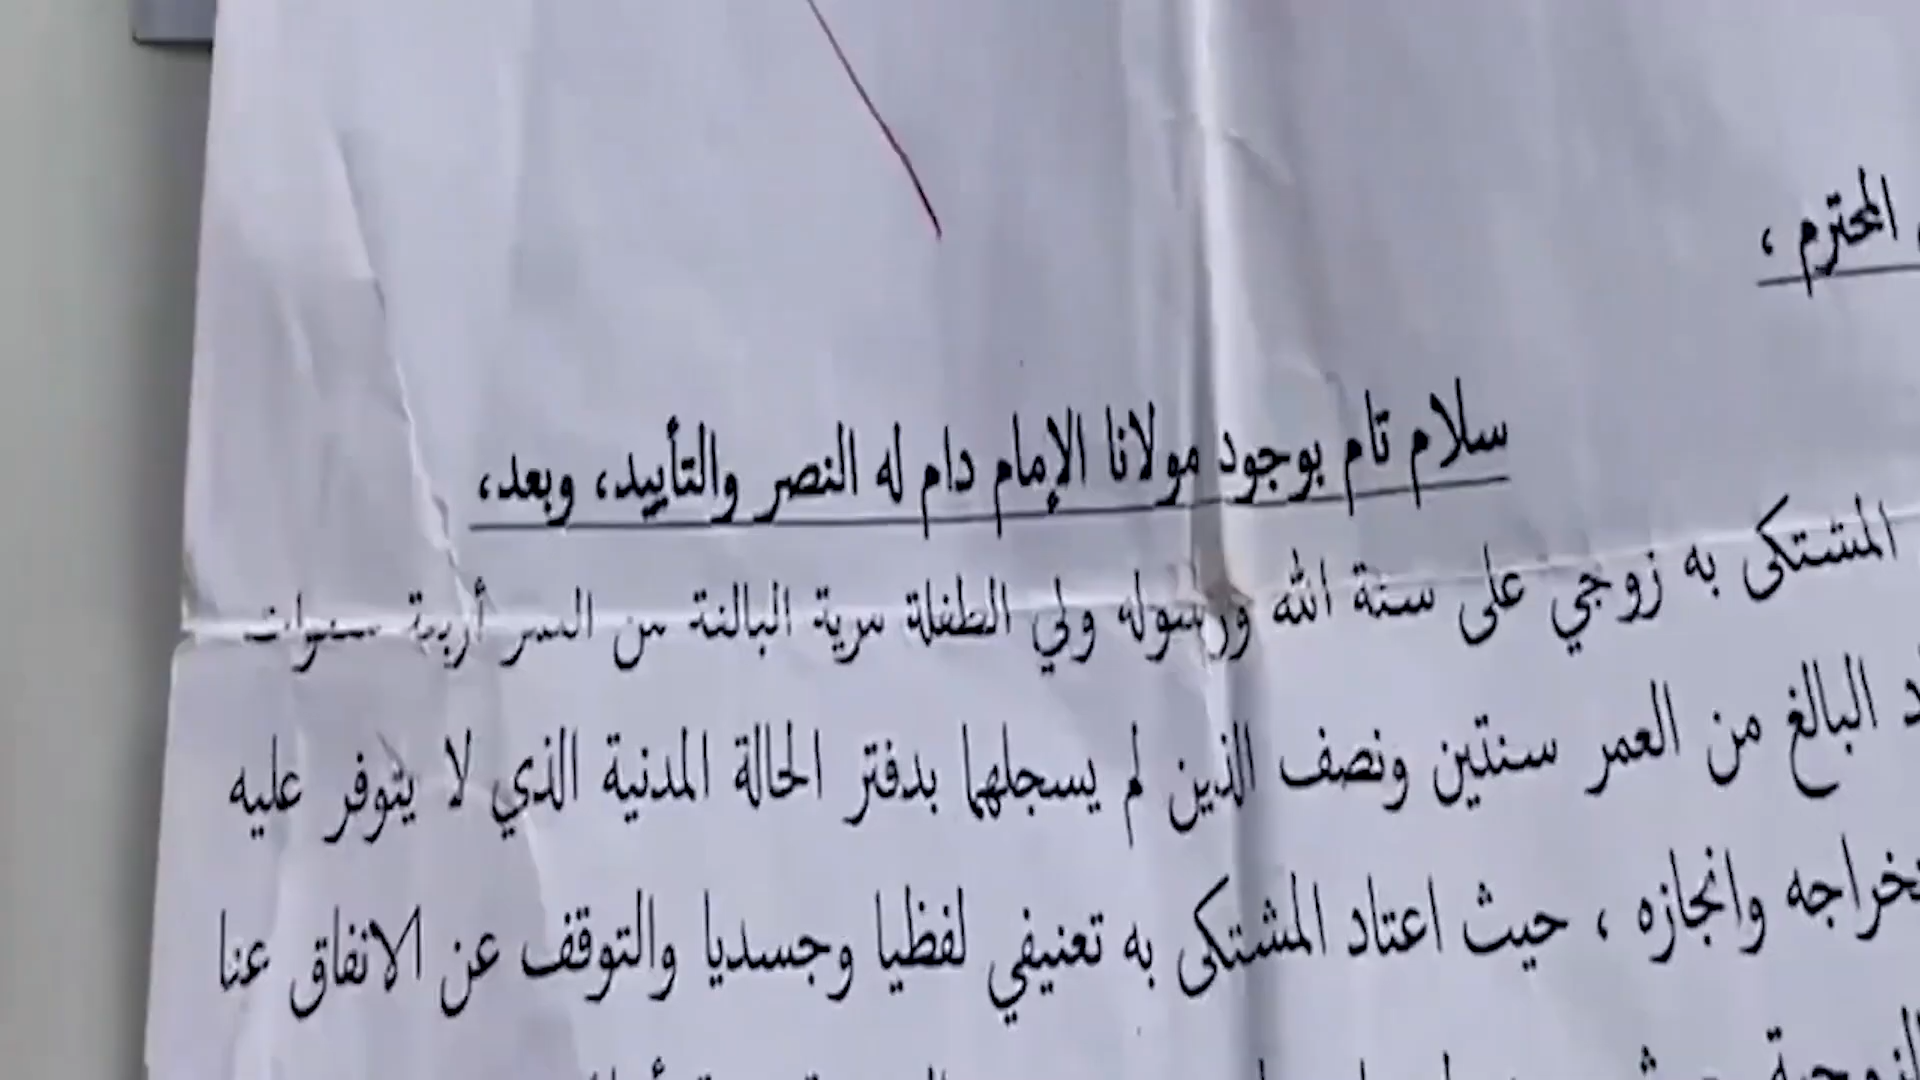 المحترم ،
سلام تام بوجود مولانا الإمام دام له النصر والتأييد، وبعد،
المشتكى به زوجي على سنة الله ورسوله ولي الطفلة سرية البالغة من العمر أربعة سنوات
البالغ من العمر سنتين ونصف الذين لم يسجلهما بدفتر الحالة المدنية الذي لا يتوفر عليه
وانجازه ، حيث اعتاد المشتكى به تعنيفي لفظيا وجسديا والتوقف عن الانفاق عنا